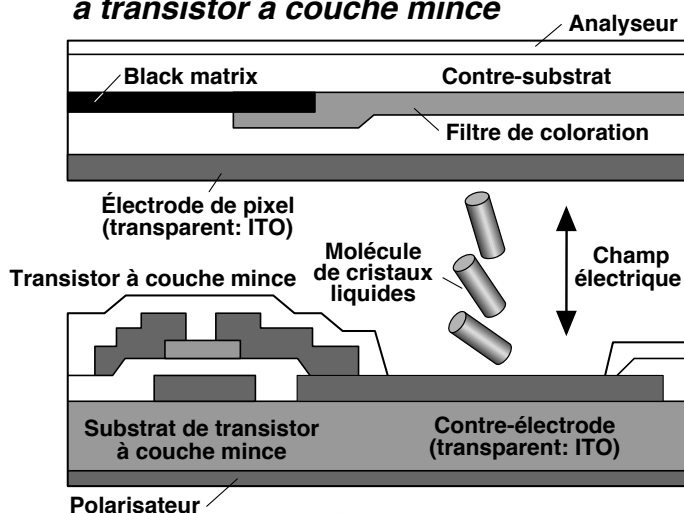 à transistor à couche mince
Analyseur
Black matrix
Contre-substrat
Filtre de coloration
Électrode de pixel
(transparent: ITO)
Molécule
de cristaux
liquides
Champ
électrique
Transistor à couche mince
Substrat de transistor
à couche mince
Contre-électrode
(transparent: ITO)
Polarisateur